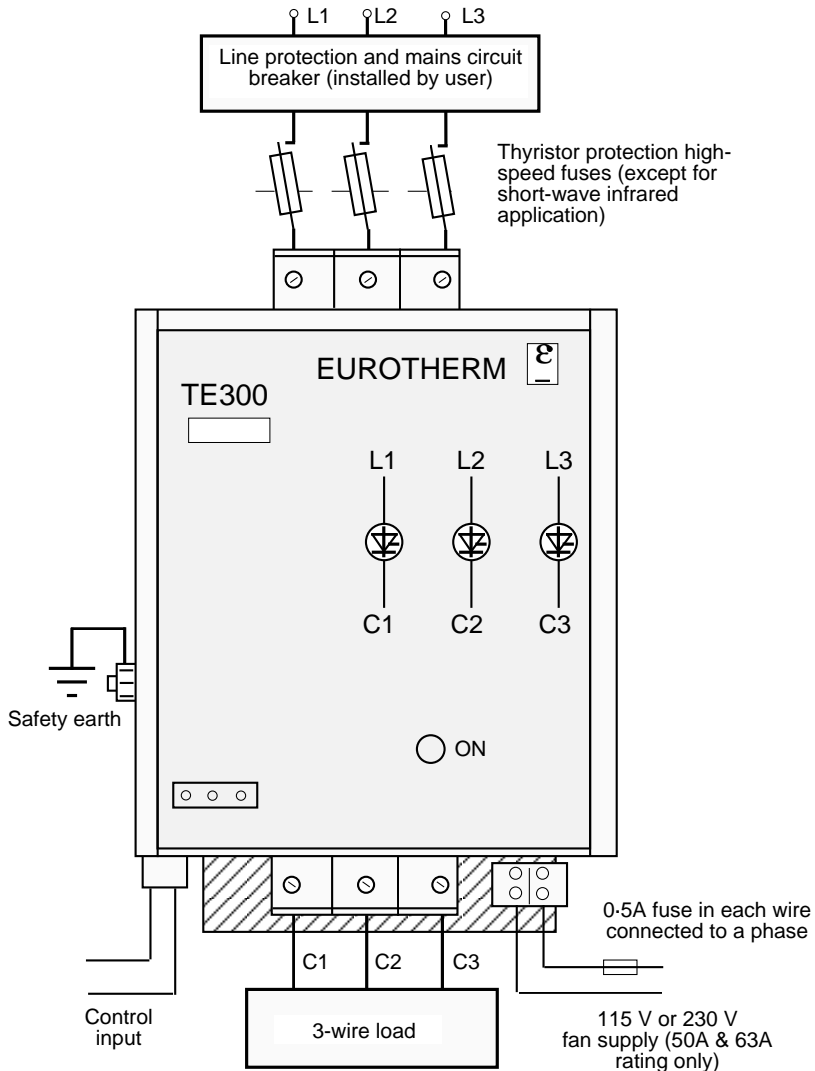 L1 L2 L3
Line protection and mains circuit
breaker (installed by user)
Thyristor protection high-
speed fuses (except for
short-wave infrared
application)
EUROTHERM ε
TE300
L1 L2 L3
C1 C2 C3
Safety earth
ON
0·5A fuse in each wire
connected to a phase
C1 C2 C3
Control
input
3-wire load
115 V or 230 V
fan supply (50A & 63A
rating only)